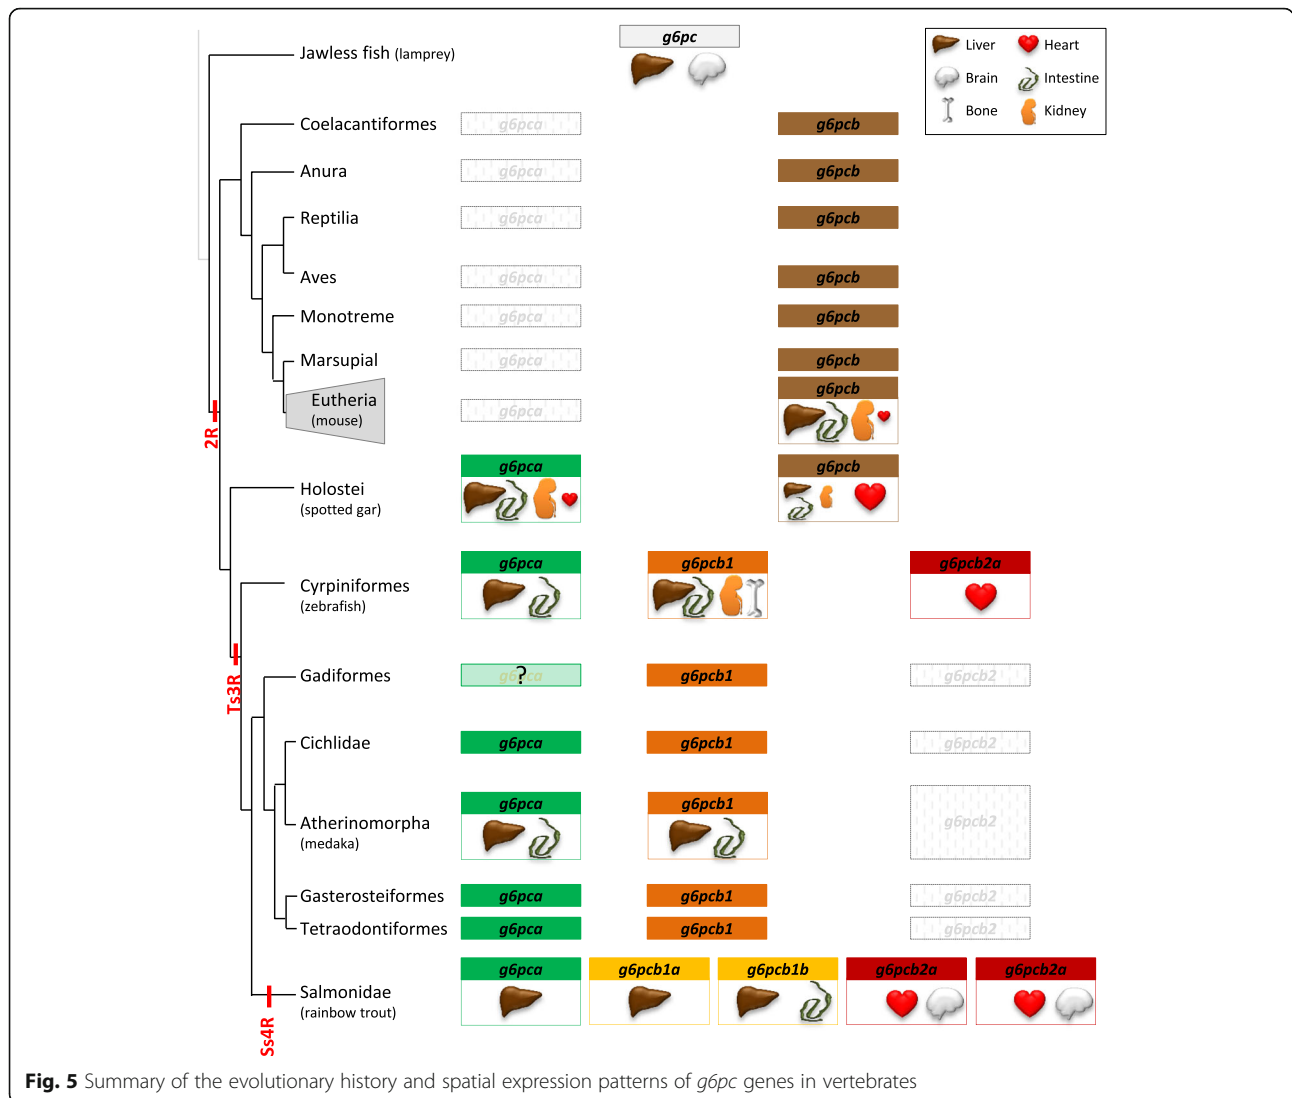 Jawless fish (lamprey)
g6pc
Liver
Heart
Brain
Intestine
Bone
Kidney
Coelacantiformes
g6pca
g6pcb
Anura
g6pca
g6pcb
Reptilia
g6pca
g6pcb
Aves
g6pca
g6pcb
Monotreme
g6pca
g6pcb
Marsupial
g6pca
g6pcb
Eutheria
(mouse)
g6pca
g6pcb
2R
Holostei
(spotted gar)
g6pca
g6pcb
Cyrpiniformes
(zebrafish)
g6pca
g6pcb1
g6pcb2a
Ts3R
Gadiformes
g6pca
?
g6pcb1
g6pcb2
Cichlidae
g6pca
g6pcb1
g6pcb2
Atherinomorpha
(medaka)
g6pca
g6pcb1
g6pcb2
Gasterosteiformes
g6pca
g6pcb1
g6pcb2
Tetraodontiformes
g6pca
g6pcb1
g6pcb2
Salmonidae
(rainbow trout)
g6pca
g6pcb1a
g6pcb1b
g6pcb2a
g6pcb2a
Ss4R
Fig. 5 Summary of the evolutionary history and spatial expression patterns of g6pc genes in vertebrates